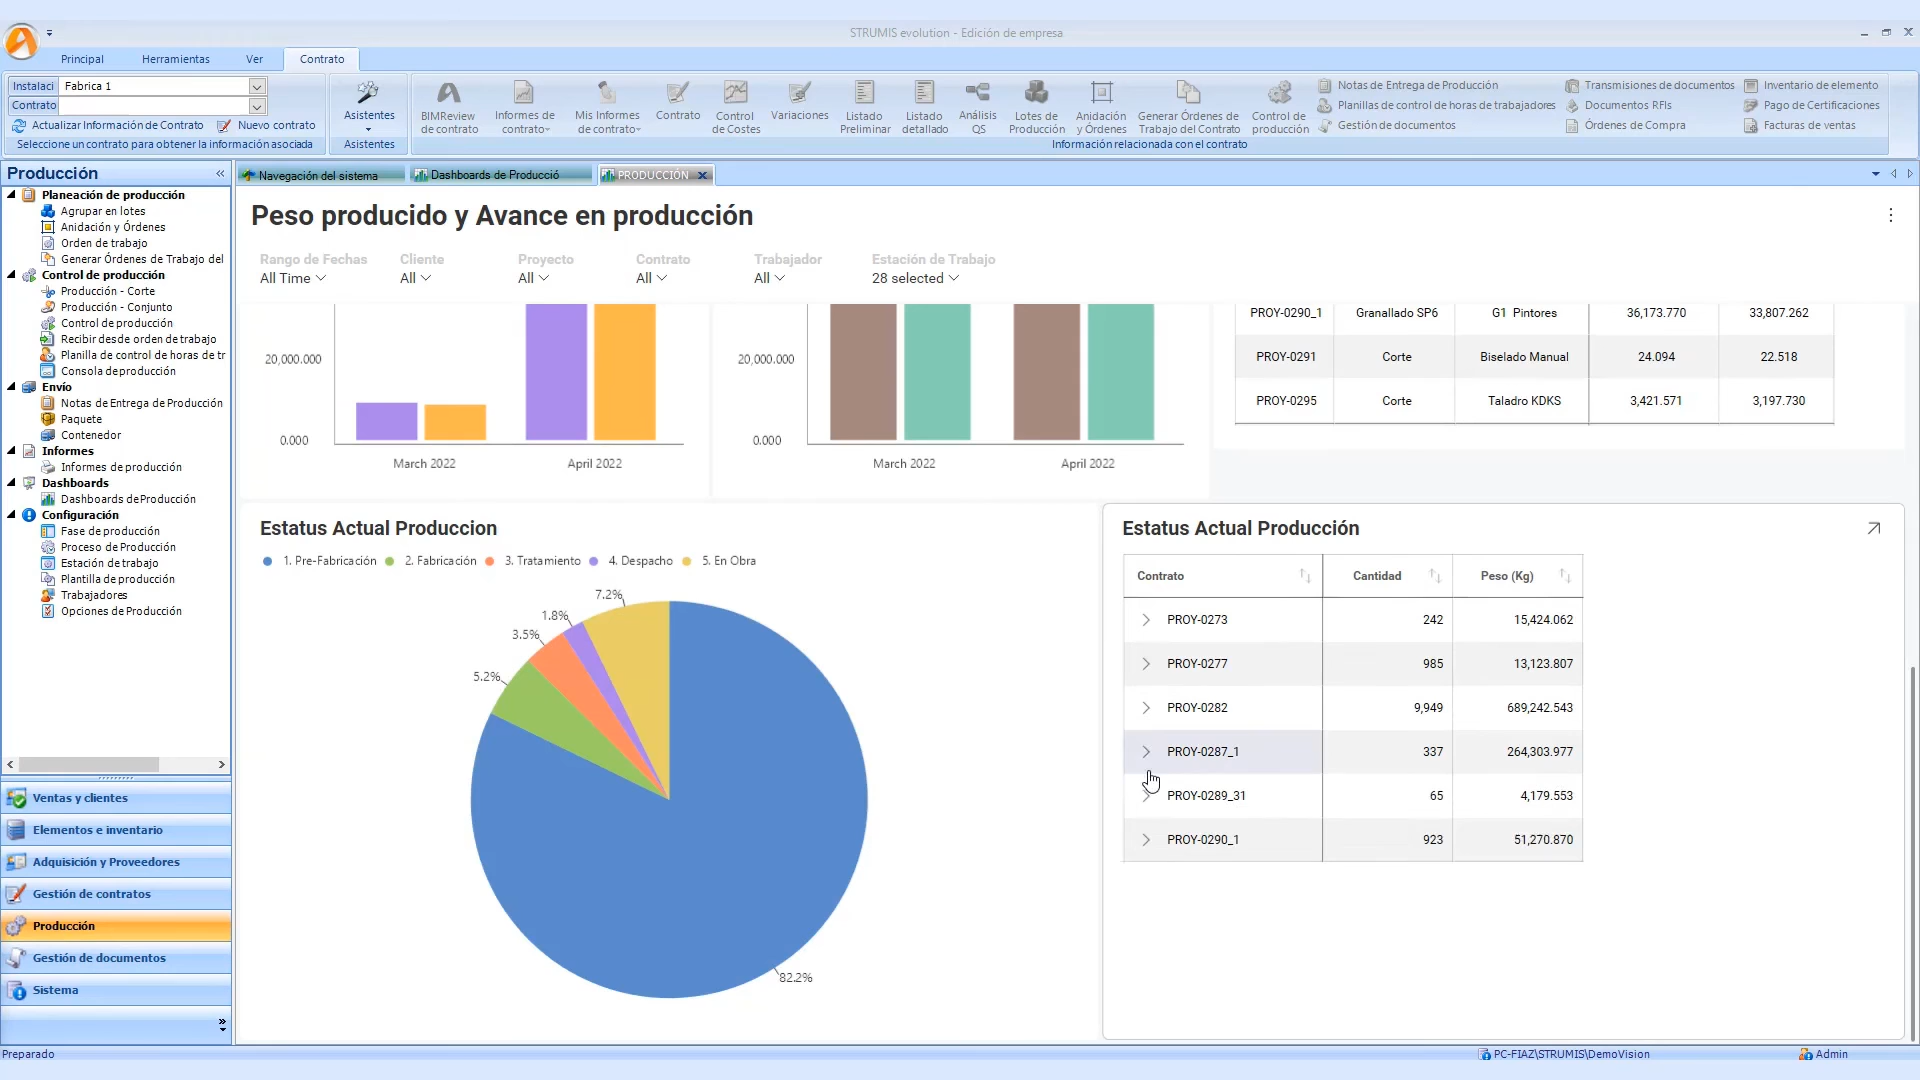 STRUMIS evolution - Edición de empresa
Principal
Herramientas
Ver
Contrato
Instalaci
Fabrica 1
Contrato
Actualizar Información de Contrato
Nuevo contrato
Seleccione un contrato para obtener la información asociada
Asistentes
Asistentes
BIMReview de contrato
Informes de contrato
Mis Informes de contrato
Contrato
Control de Costes
Variaciones
Listado Preliminar
Listado detallado
Análisis QS
Lotes de Producción
Anidación y Órdenes
Generar Órdenes de Trabajo del Contrato
Control de producción
Notas de Entrega de Producción
Planillas de control de horas de trabajadores
Gestión de documentos
Transmisiones de documentos
Documentos RFIs
Órdenes de Compra
Inventario de elemento
Pago de Certificaciones
Facturas de ventas
Información relacionada con el contrato
Producción
Planeación de producción
Agrupar en lotes
Anidación y Órdenes
Orden de trabajo
Generar Órdenes de Trabajo del
Control de producción
Producción - Corte
Producción - Conjunto
Control de producción
Recibir desde orden de trabajo
Planilla de control de horas de tr
Consola de producción
Envío
Notas de Entrega de Producción
Paquete
Contenedor
Informes
Informes de producción
Dashboards
Dashboards de Producción
Configuración
Fase de producción
Proceso de Producción
Estación de trabajo
Plantilla de producción
Trabajadores
Opciones de Producción
Ventas y clientes
Elementos e inventario
Adquisición y Proveedores
Gestión de contratos
Producción
Gestión de documentos
Sistema
Navegación del sistema
Dashboards de Producció
PRODUCCIÓN
Peso producido y Avance en producción
Rango de Fechas
All Time
Cliente
All
Proyecto
All
Contrato
All
Trabajador
All
Estación de Trabajo
28 selected
20,000.000
0.000
March 2022
April 2022
20,000.000
0.000
March 2022
April 2022
PROY-0290_1 Granallado SP6 G1 Pintores 36,173.770 33,807.262
PROY-0291 Corte Biselado Manual 24.094 22.518
PROY-0295 Corte Taladro KDKS 3,421.571 3,197.730
Estatus Actual Produccion
1. Pre-Fabricación 2. Fabricación 3. Tratamiento 4. Despacho 5. En Obra
7.2%
1.8%
3.5%
5.2%
82.2%
Estatus Actual Producción
Contrato Cantidad Peso (Kg)
PROY-0273 242 15,424.062
PROY-0277 985 13,123.807
PROY-0282 9,949 689,242.543
PROY-0287_1 337 264,303.977
PROY-0289_31 65 4,179.553
PROY-0290_1 923 51,270.870
Preparado
PC-FIAZ\STRUMIS\DemoVision
Admin